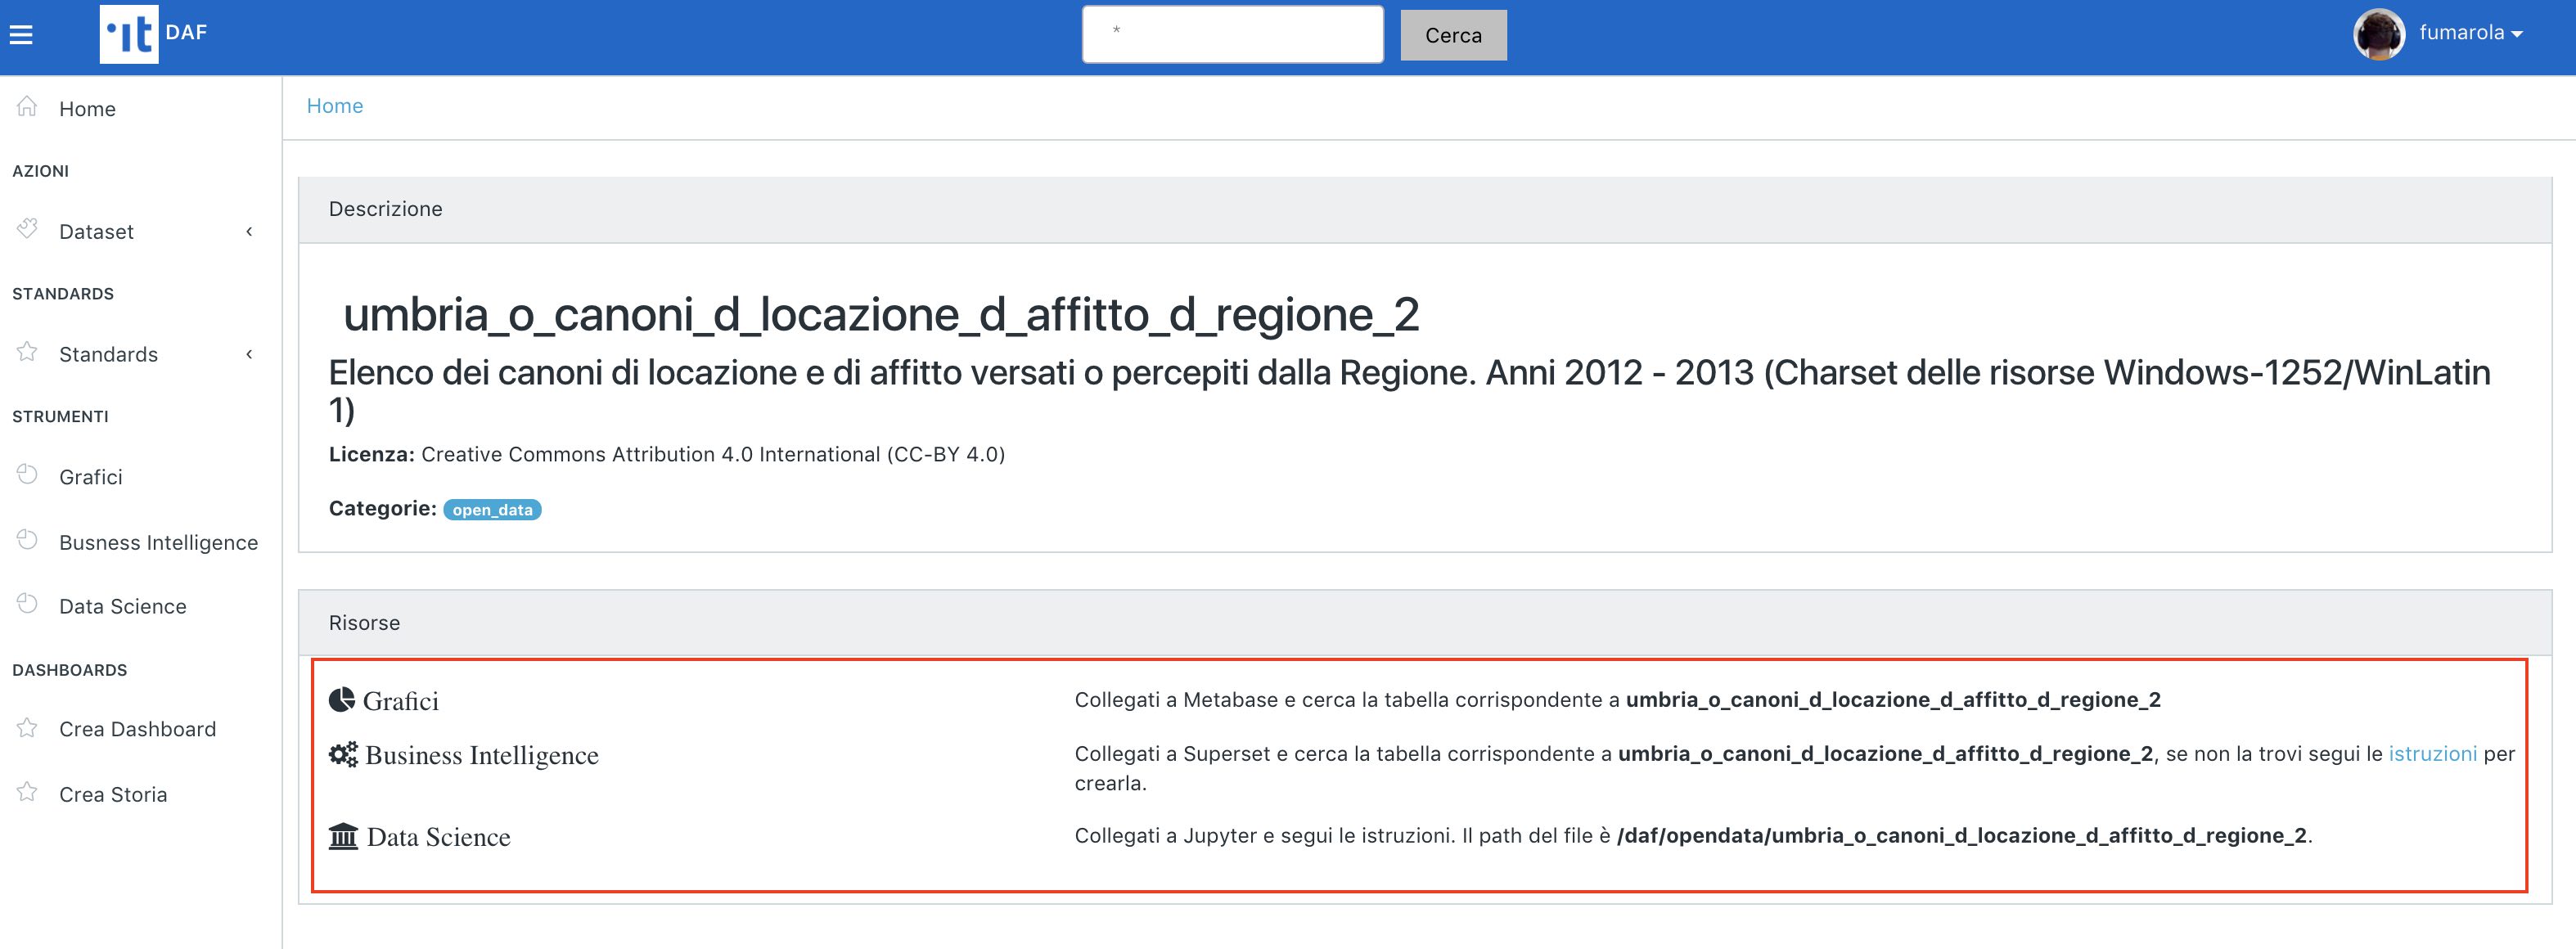 it DAF
*
Cerca
fumarola
Home
Home
AZIONI
Dataset
STANDARDS
Standards
STRUMENTI
Grafici
Busness Intelligence
Data Science
DASHBOARDS
Crea Dashboard
Crea Storia
Descrizione
umbria_o_canoni_d_locazione_d_affitto_d_regione_2
Elenco dei canoni di locazione e di affitto versati o percepiti dalla Regione. Anni 2012 - 2013 (Charset delle risorse Windows-1252/WinLatin
1)
Licenza: Creative Commons Attribution 4.0 International (CC-BY 4.0)
Categorie: open_data
Risorse
Grafici
Collegati a Metabase e cerca la tabella corrispondente a umbria_o_canoni_d_locazione_d_affitto_d_regione_2
Business Intelligence
Collegati a Superset e cerca la tabella corrispondente a umbria_o_canoni_d_locazione_d_affitto_d_regione_2, se non la trovi segui le istruzioni per
crearla.
Data Science
Collegati a Jupyter e segui le istruzioni. Il path del file è /daf/opendata/umbria_o_canoni_d_locazione_d_affitto_d_regione_2.